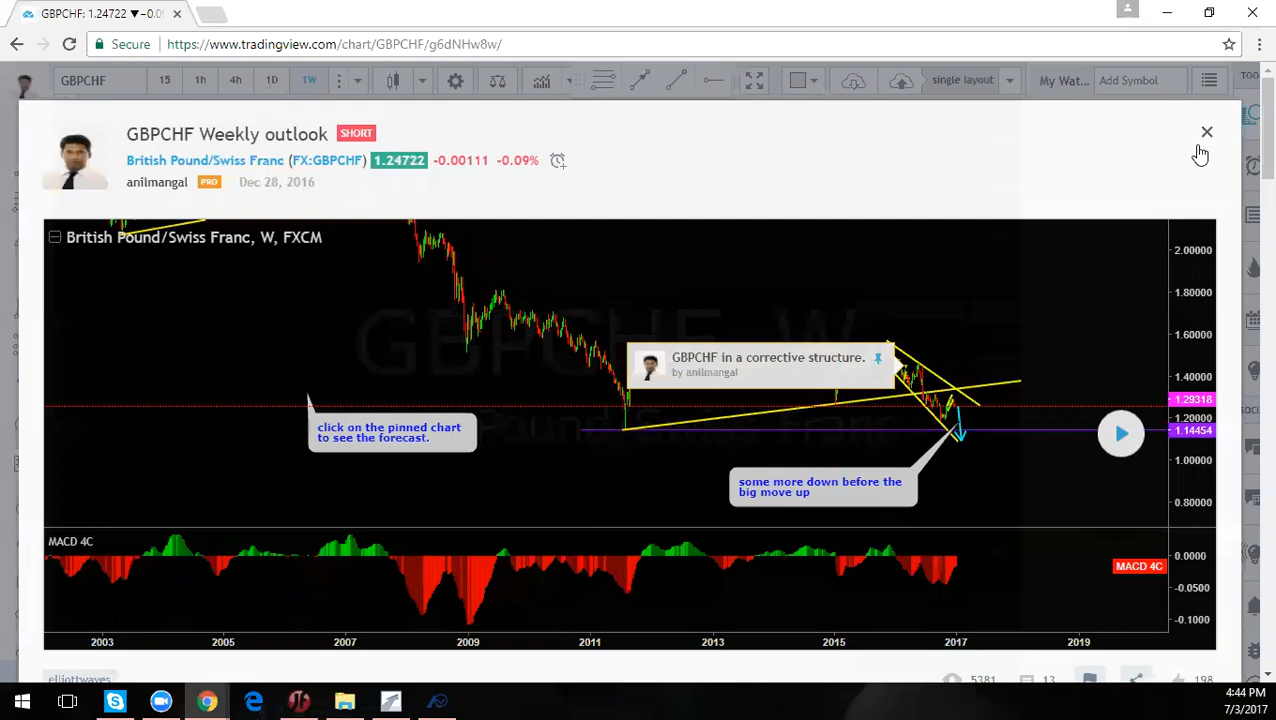 GBPCHF: 1.24722 ▼−0.0
Secure
https://www.tradingview.com/chart/GBPCHF/g6dNHw8w/
GBPCHF 15 1h 4h 1D 1W single layout My Wat... Add Symbol
GBPCHF Weekly outlook SHORT
British Pound/Swiss Franc (FX:GBPCHF) 1.24722 -0.00111 -0.09%
anilmangal PRO Dec 28, 2016
British Pound/Swiss Franc, W, FXCM
GBPCHF, W
2.00000
1.80000
1.60000
GBPCHF in a corrective structure.
by anilmangal
1.40000
1.29318
1.20000
1.14454
click on the pinned chart
to see the forecast.
some more down before the
big move up
1.00000
0.80000
MACD 4C
0.0000
MACD 4C
-0.0500
-0.1000
2003 2007 2009 2011 2013 2015 2017 2019
elliottwaves 5381 13 198
4:44 PM
7/3/2017